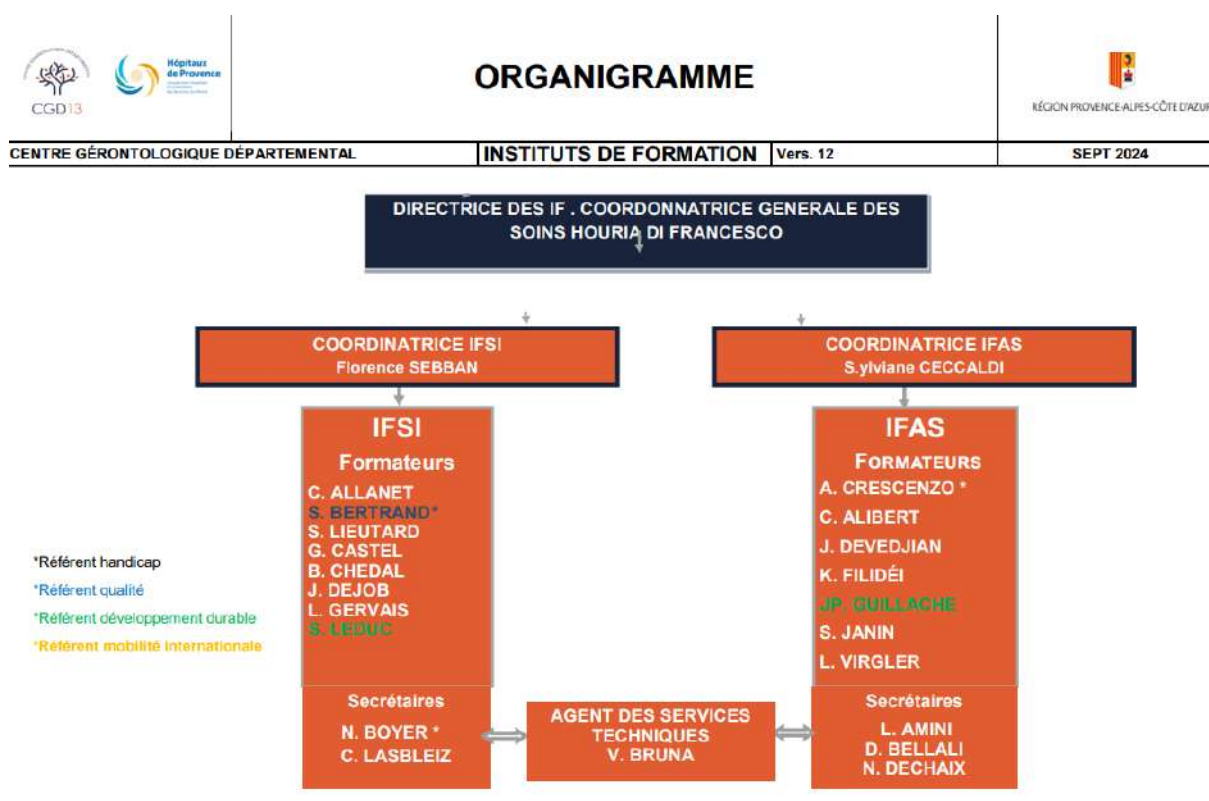 Hôpitaux
de Provence
CGD13
ORGANIGRAMME
RÉGION PROVENCE-ALPES-CÔTE D'AZUR
CENTRE GÉRONTOLOGIQUE DÉPARTEMENTAL
INSTITUTS DE FORMATION
Vers. 12
SEPT 2024
DIRECTRICE DES IF . COORDONNATRICE GENERALE DES
SOINS HOURIA DI FRANCESCO
COORDINATRICE IFSI
Florence SEBBAN
COORDINATRICE IFAS
S.ylviane CECCALDI
IFSI
Formateurs
C. ALLANET
S. BERTRAND*
S. LIEUTARD
G. CASTEL
B. CHEDAL
J. DEJOB
L. GERVAIS
S. LEDUC
IFAS
FORMATEURS
A. CRESCENZO *
C. ALIBERT
J. DEVEDJIAN
K. FILIDÉI
JP. GUILLACHE
S. JANIN
L. VIRGLER
*Référent handicap
*Référent qualité
*Référent développement durable
*Référent mobilité internationale
Secrétaires
N. BOYER *
C. LASBLEIZ
AGENT DES SERVICES
TECHNIQUES
V. BRUNA
Secrétaires
L. AMINI
D. BELLALI
N. DECHAIX